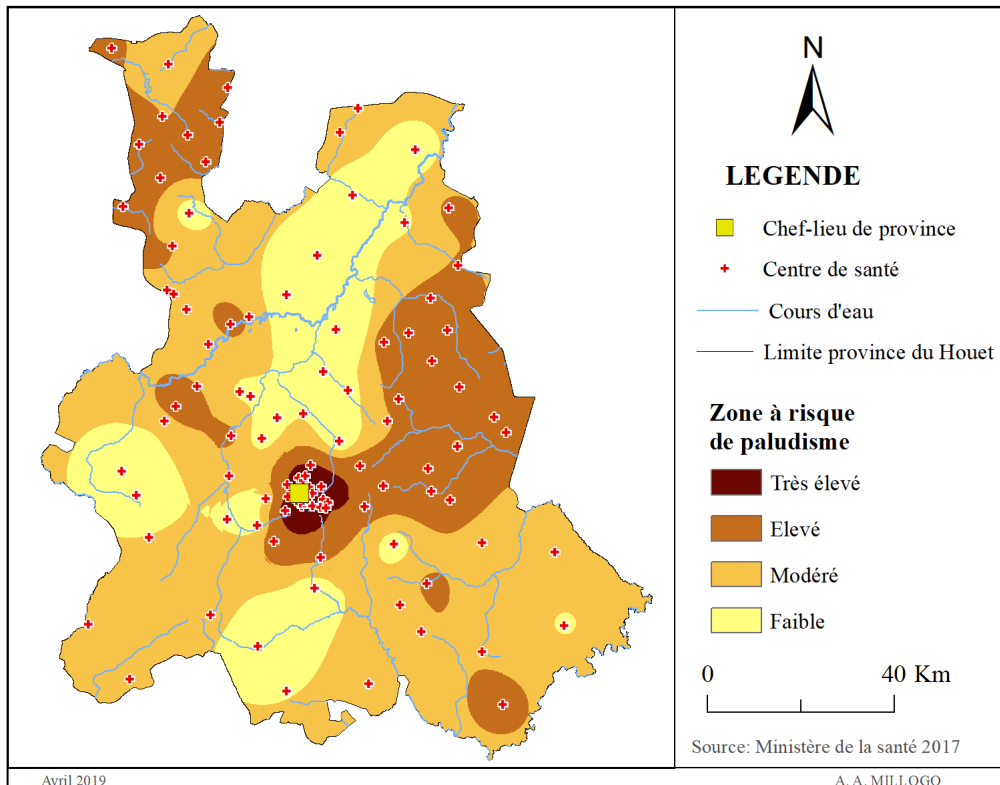 N
LEGENDE
Chef-lieu de province
Centre de santé
Cours d'eau
Limite province du Houet
Zone à risque
de paludisme
Très élevé
Elevé
Modéré
Faible
0 40 Km
Source: Ministère de la santé 2017
Avril 2019
A. A. MILLOGO